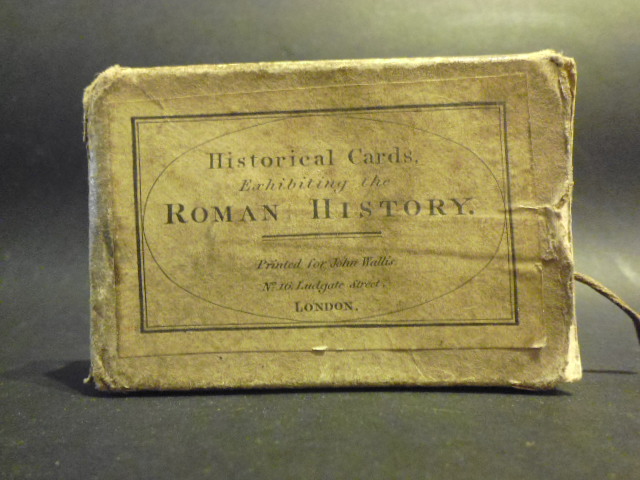 Historical Cards,
Exhibiting the
ROMAN HISTORY.
Printed for John Wallis
No. 16, Ludgate Street,
LONDON.